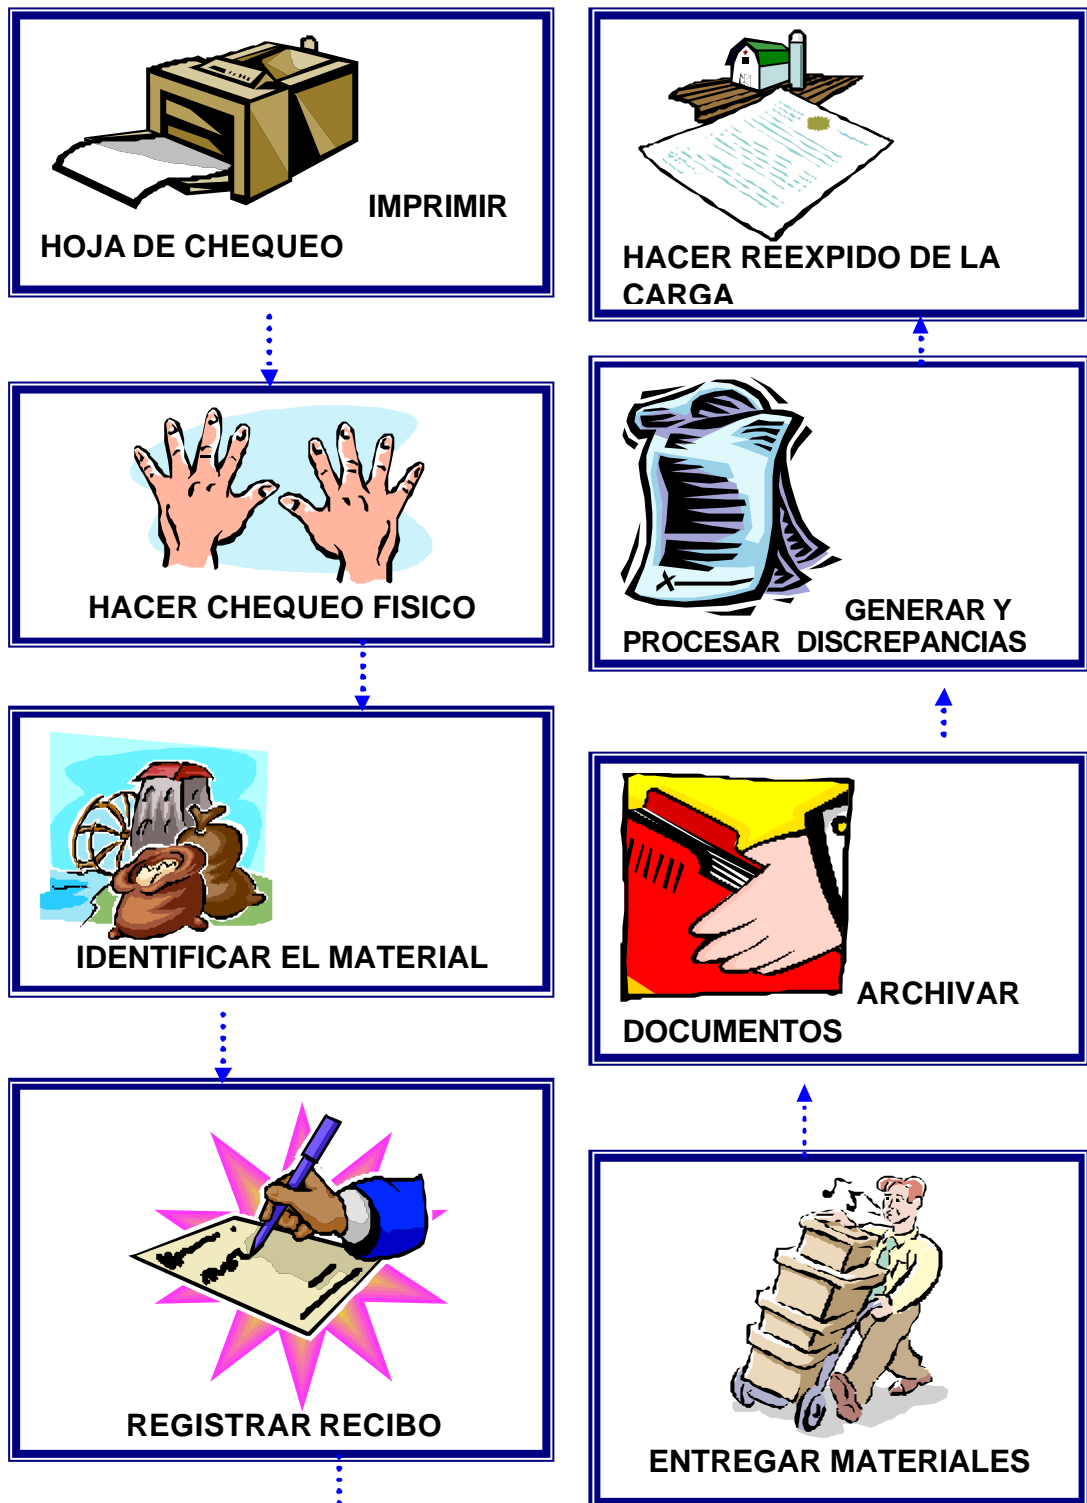 IMPRIMIR
HOJA DE CHEQUEO
HACER CHEQUEO FISICO
IDENTIFICAR EL MATERIAL
REGISTRAR RECIBO
HACER REEXPIDO DE LA
CARGA
GENERAR Y
PROCESAR DISCREPANCIAS
ARCHIVAR
DOCUMENTOS
ENTREGAR MATERIALES